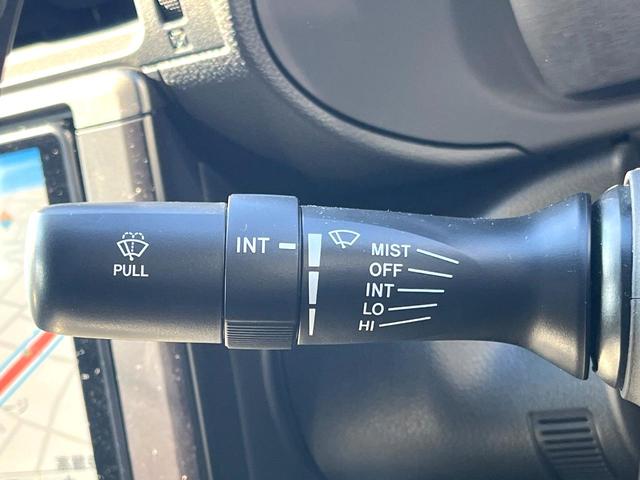 PULL
INT
MIST
OFF
INT
LO
HI